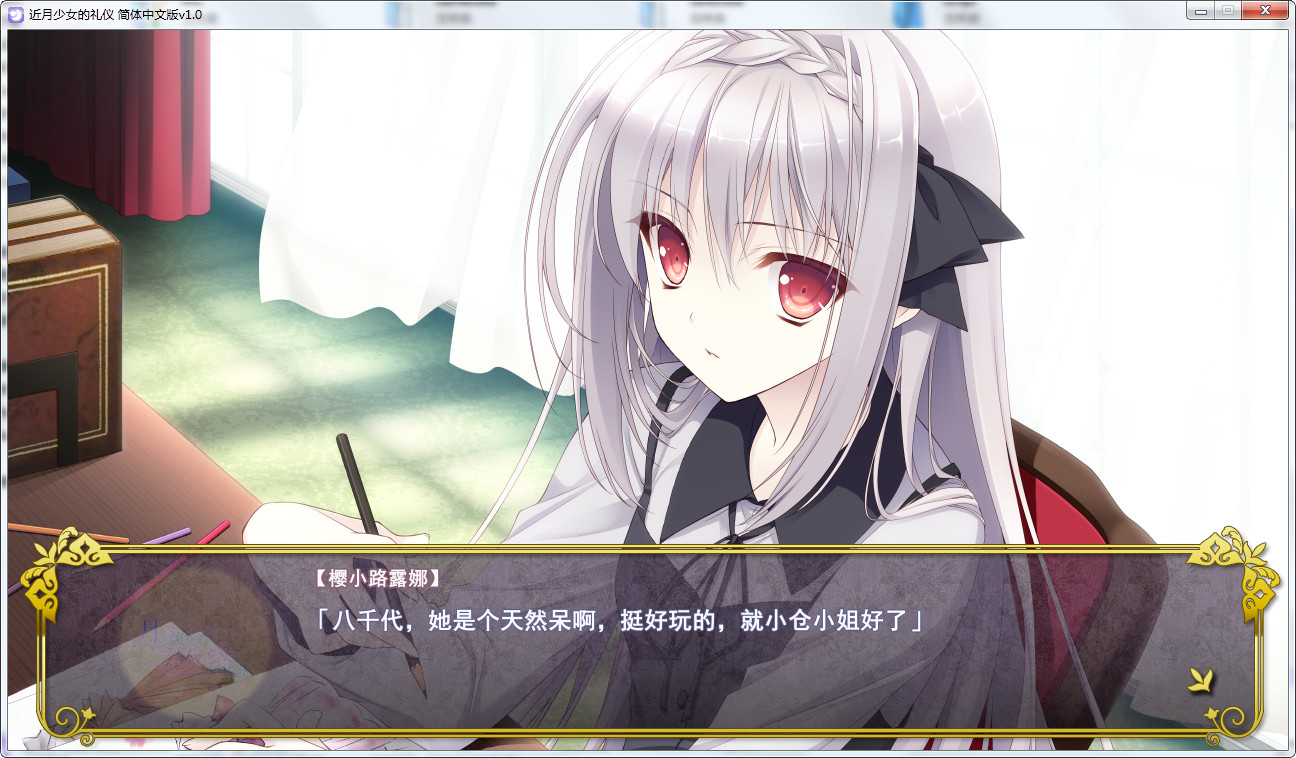 近月少女的礼仪 简体中文版v1.0
【樱小路露娜】
「八千代，她是个天然呆啊，挺好玩的，就小仓小姐好了」